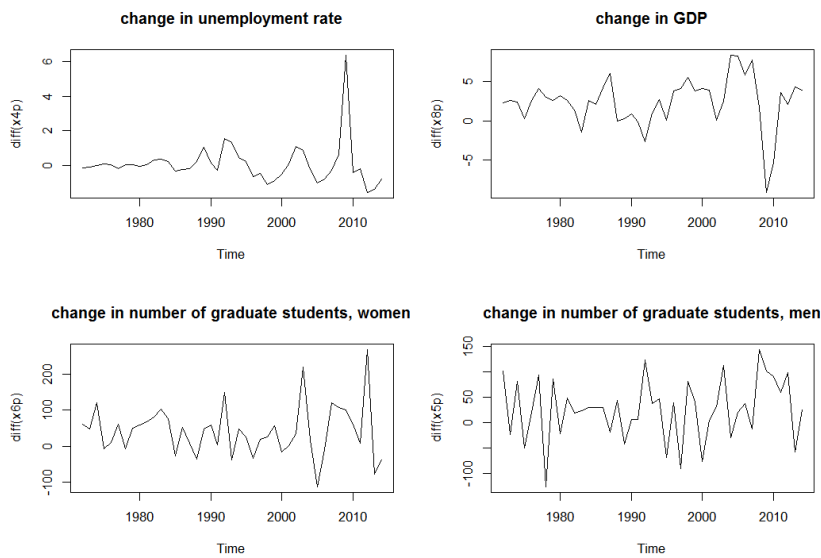 change in unemployment rate
diff(x4p)
6
4
2
0
1980 1990 2000 2010
Time
change in GDP
diff(x8p)
5
0
-5
1980 1990 2000 2010
Time
change in number of graduate students, women
diff(x6p)
200
100
0
-100
1980 1990 2000 2010
Time
change in number of graduate students, men
diff(x5p)
150
50
0
-100
1980 1990 2000 2010
Time